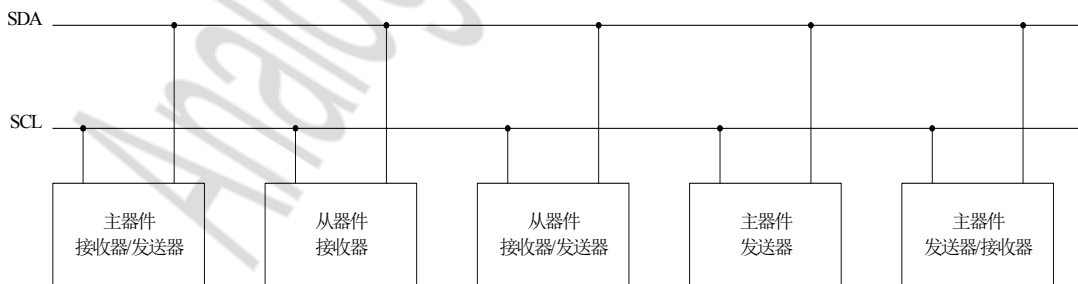 SDA
SCL
主器件
接收器/发送器
从器件
接收器
从器件
接收器/发送器
主器件
发送器
主器件
发送器/接收器
Analog